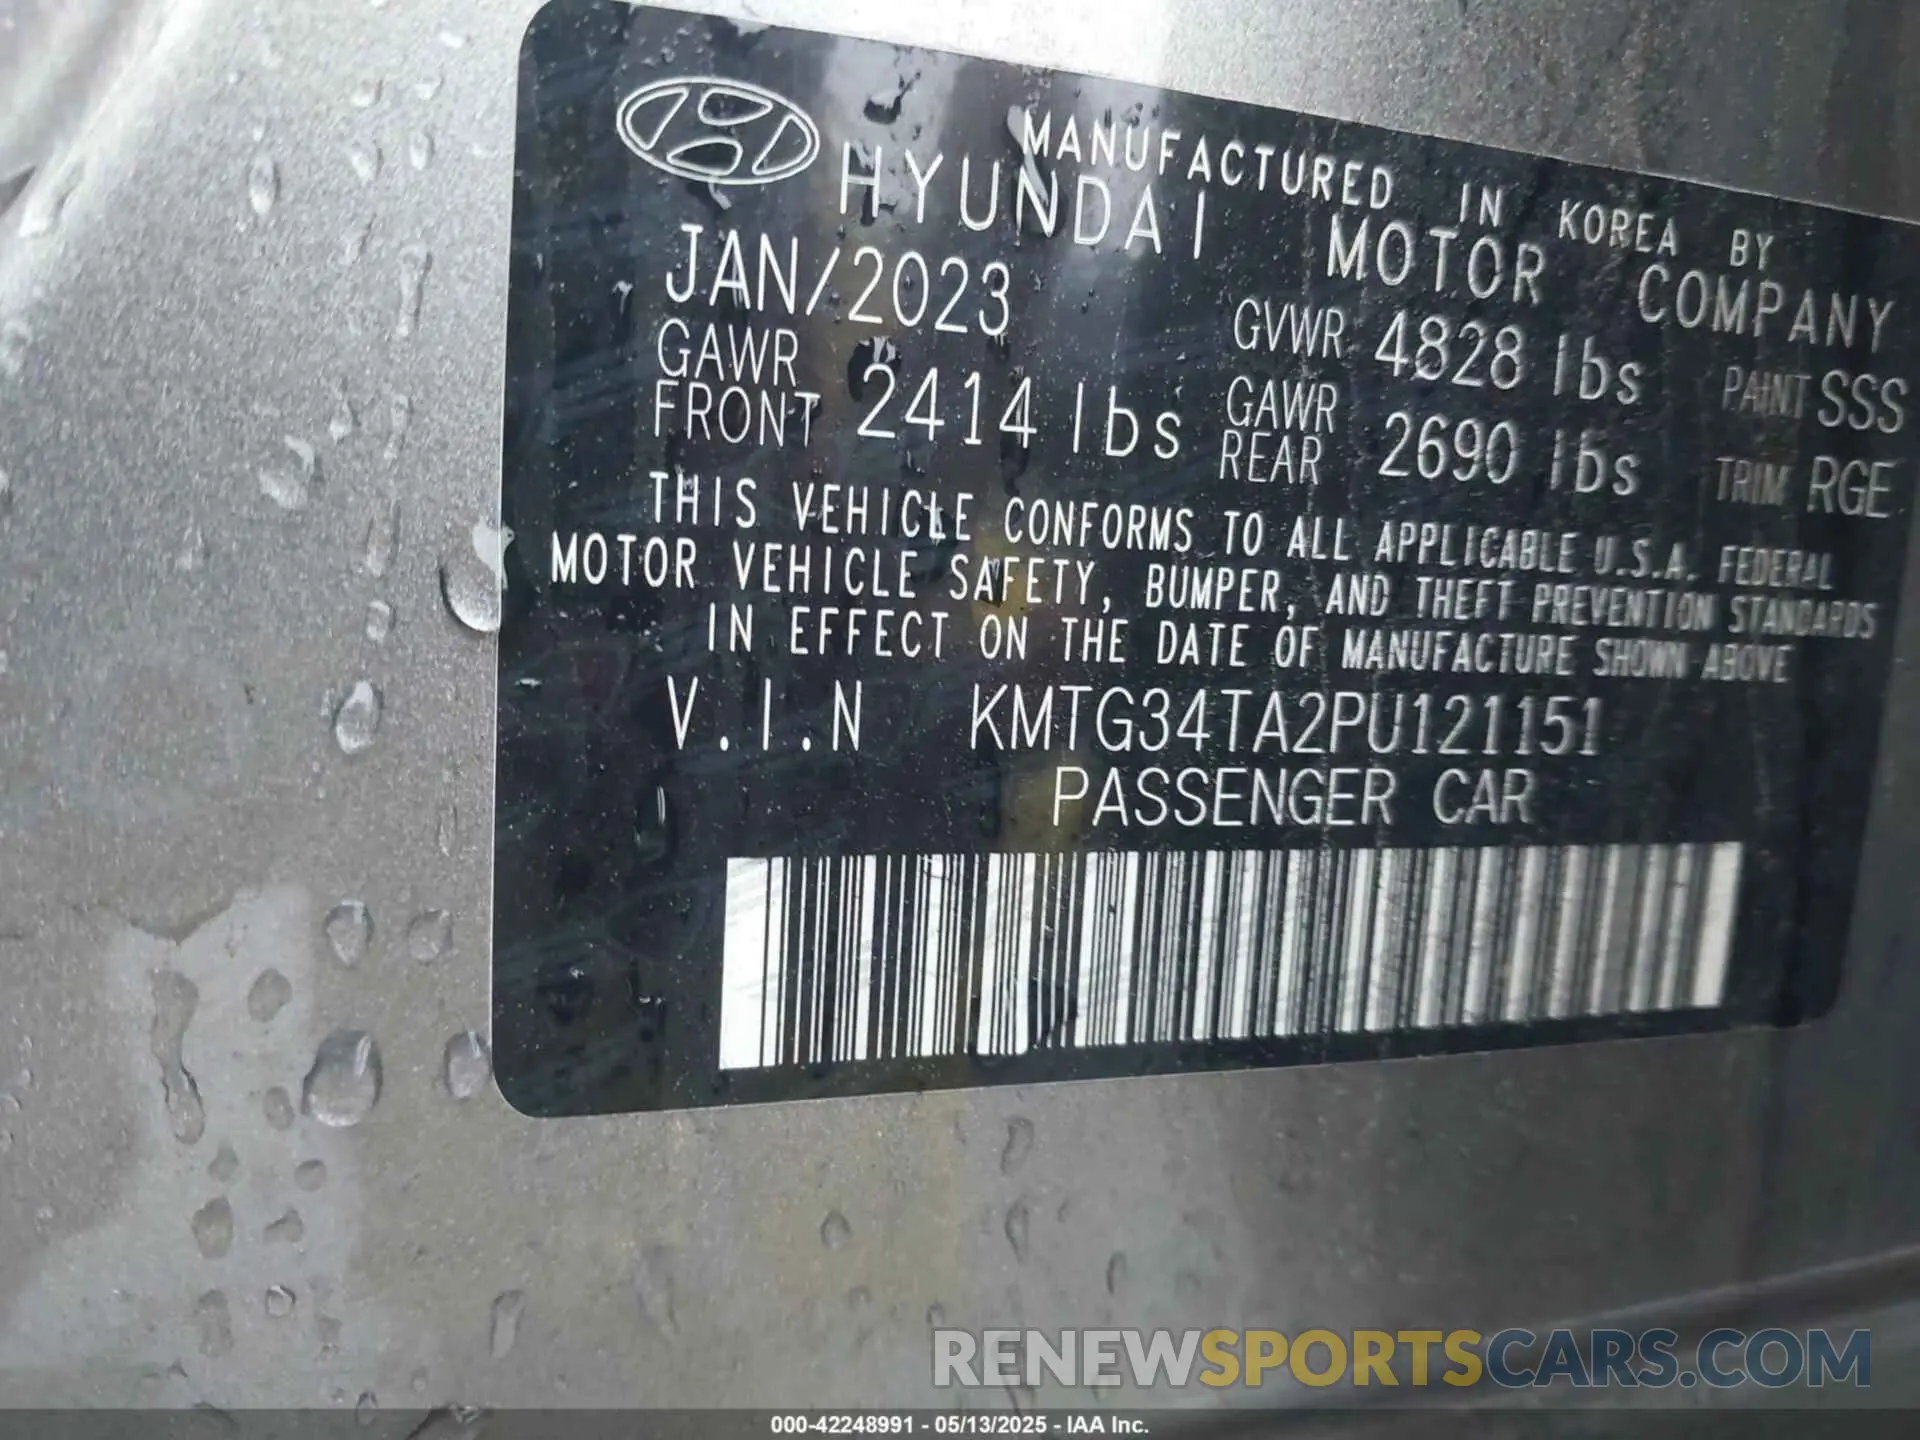 MANUFACTURED IN KOREA BY
HYUNDAI MOTOR COMPANY
JAN/2023 GVWR 4828 lbs PAINT SSS
GAWR FRONT 2414 lbs GAWR REAR 2690 lbs TRIM RGE
THIS VEHICLE CONFORMS TO ALL APPLICABLE U.S.A. FEDERAL
MOTOR VEHICLE SAFETY, BUMPER, AND THEFT PREVENTION STANDARDS
IN EFFECT ON THE DATE OF MANUFACTURE SHOWN ABOVE
V.I.N KMTG34TA2PU121151
PASSENGER CAR
RENEWSPORTSCARS.COM
000-42248991 - 05/13/2025 - IAA Inc.